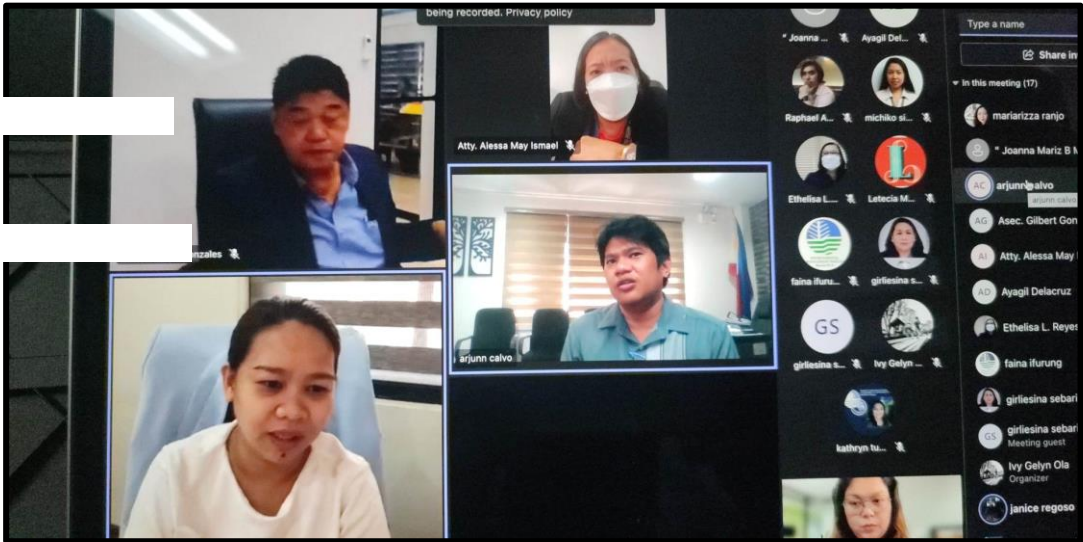 being recorded. Privacy policy
nzales
Atty. Alessa May Ismael
arjunn calvo
" Joanna ...
Ayagil Del...
Raphael A...
michiko si...
Ethelisa L....
Letecia M...
faina ifuru...
girliesina s...
GS
girliesina s...
Ivy Gelyn ...
kathryn tu...
Type a name
Share in
In this meeting (17)
mariarizza ranjo
" Joanna Mariz B M
AC
arjunn calvo
arjunn calvo
AG
Asec. Gilbert Gon
AI
Atty. Alessa May
AD
Ayagil Delacruz
Ethelisa L. Reyes
faina ifurung
girliesina sebari
GS
girliesina sebari
Meeting guest
Ivy Gelyn Ola
Organizer
janice regoso